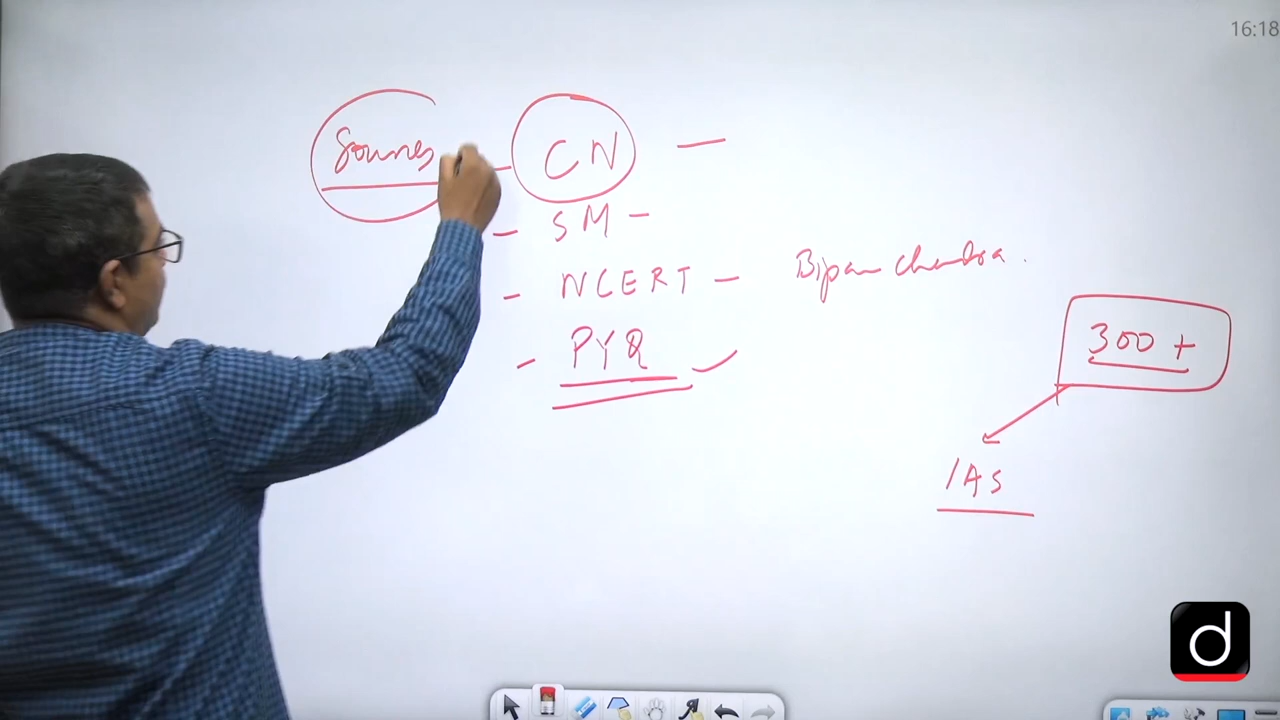 16:18
Sources - CN -
- SM -
- NCERT - Bipan Chandra.
300+
- PYQ
IAS
d